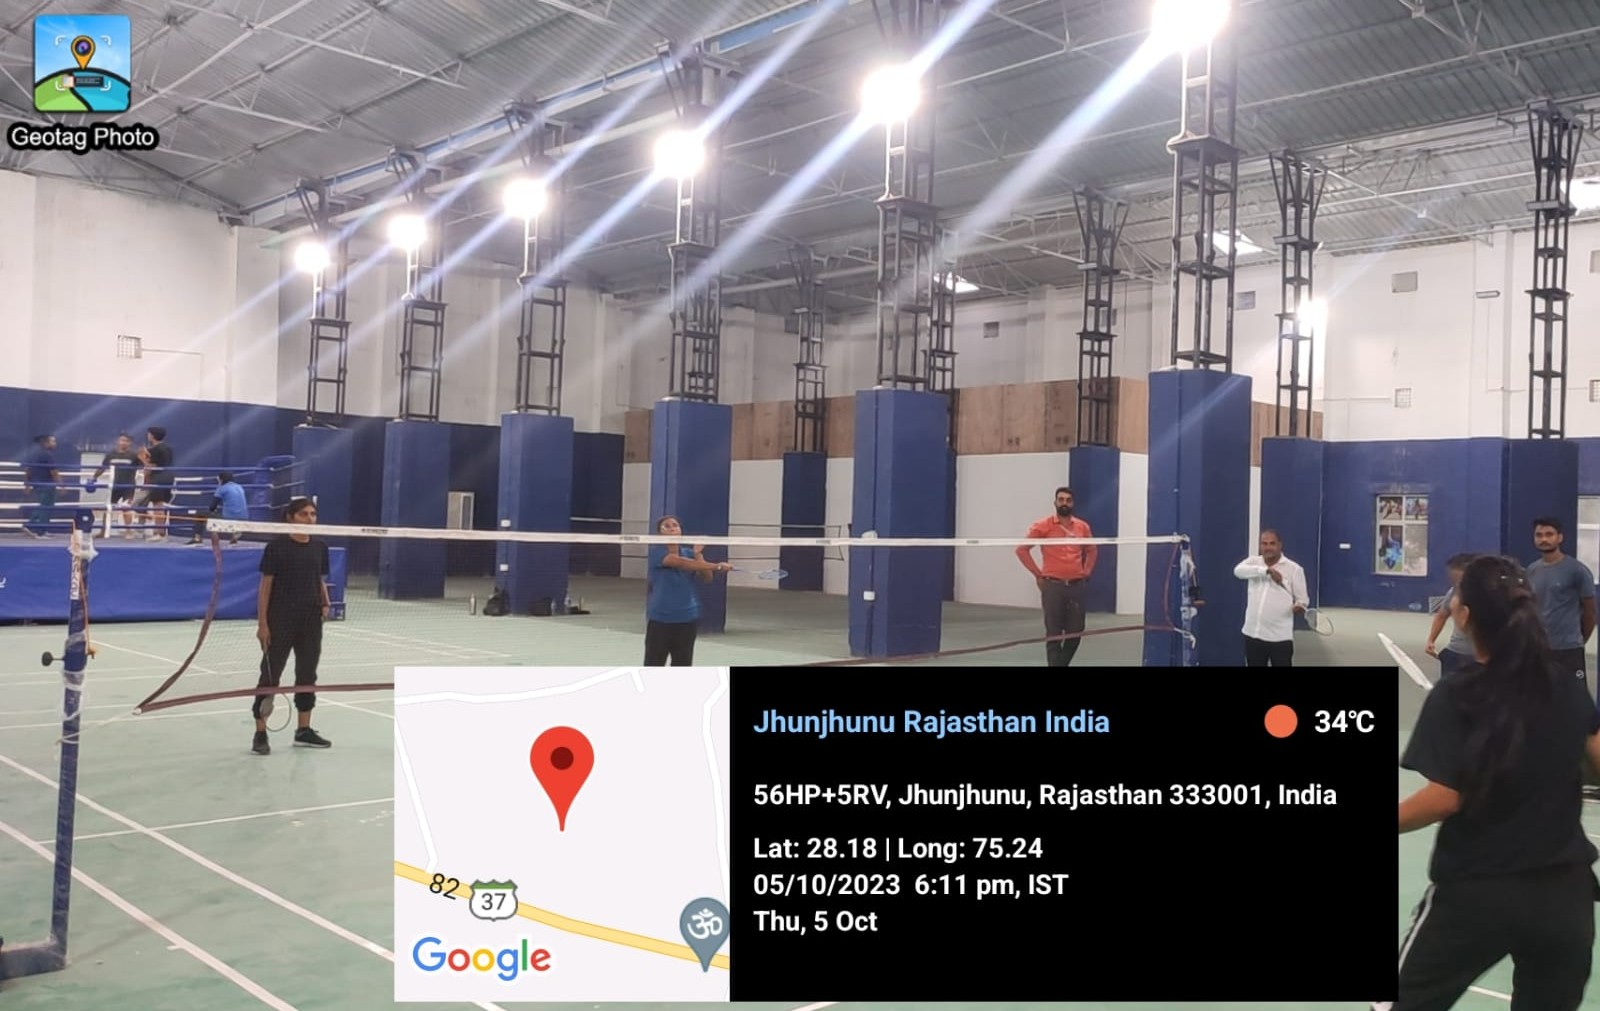 Geotag Photo
Jhunjhunu Rajasthan India
34°C
56HP+5RV, Jhunjhunu, Rajasthan 333001, India
Lat: 28.18 | Long: 75.24
05/10/2023 6:11 pm, IST
Thu, 5 Oct
82
37
ॐ
Google